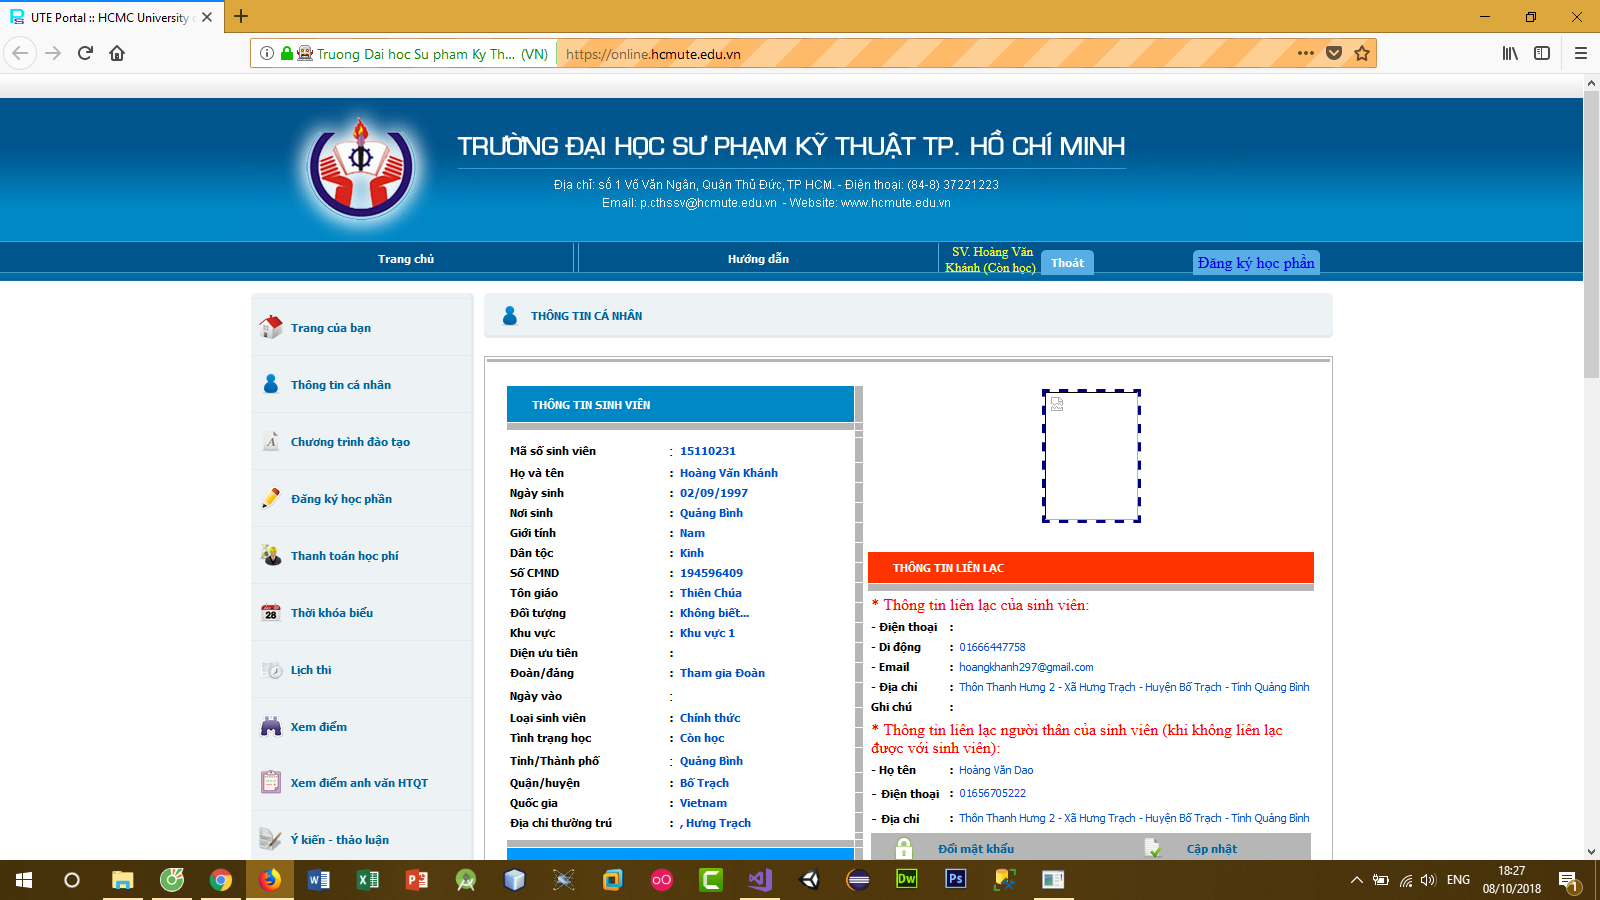 UTE Portal :: HCMC University
Truong Dai hoc Su pham Ky Th... (VN)
https://online.hcmute.edu.vn
TRƯỜNG ĐẠI HỌC SƯ PHẠM KỸ THUẬT TP. HỒ CHÍ MINH
Địa chỉ: số 1 Võ Văn Ngân, Quận Thủ Đức, TP HCM. - Điện thoại: (84-8) 37221223
Email: p.cthssv@hcmute.edu.vn - Website: www.hcmute.edu.vn
Trang chủ
Hướng dẫn
SV. Hoàng Văn
Khánh (Còn học)
Thoát
Đăng ký học phần
Trang của bạn
Thông tin cá nhân
Chương trình đào tạo
Đăng ký học phần
Thanh toán học phí
28
Thời khóa biểu
Lịch thi
Xem điểm
Xem điểm anh văn HTQT
Ý kiến - thảo luận
THÔNG TIN CÁ NHÂN
THÔNG TIN SINH VIÊN
Mã số sinh viên : 15110231
Họ và tên : Hoàng Văn Khánh
Ngày sinh : 02/09/1997
Nơi sinh : Quảng Bình
Giới tính : Nam
Dân tộc : Kinh
Số CMND : 194596409
Tôn giáo : Thiên Chúa
Đối tượng : Không biết...
Khu vực : Khu vực 1
Diện ưu tiên :
Đoàn/đảng : Tham gia Đoàn
Ngày vào :
Loại sinh viên : Chính thức
Tình trạng học : Còn học
Tỉnh/Thành phố : Quảng Bình
Quận/huyện : Bố Trạch
Quốc gia : Vietnam
Địa chỉ thường trú : , Hưng Trạch
THÔNG TIN LIÊN LẠC
* Thông tin liên lạc của sinh viên:
- Điện thoại :
- Di động : 01666447758
- Email : hoangkhanh297@gmail.com
- Địa chỉ : Thôn Thanh Hưng 2 - Xã Hưng Trạch - Huyện Bố Trạch - Tỉnh Quảng Bình
Ghi chú :
* Thông tin liên lạc người thân của sinh viên (khi không liên lạc
được với sinh viên):
- Họ tên : Hoàng Văn Dao
- Điện thoại : 01656705222
- Địa chỉ : Thôn Thanh Hưng 2 - Xã Hưng Trạch - Huyện Bố Trạch - Tỉnh Quảng Bình
Đổi mật khẩu
Cập nhật
ENG
18:27
08/10/2018
1
Dw
Ps